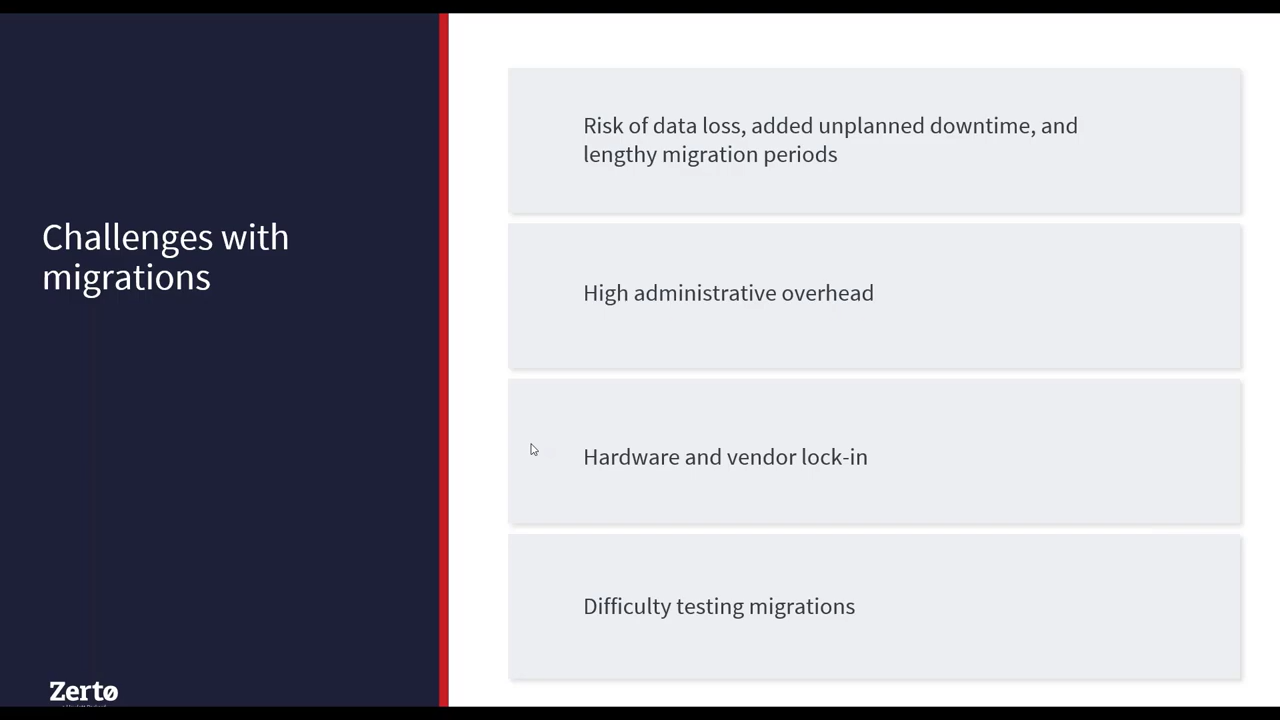 Challenges with
migrations
Risk of data loss, added unplanned downtime, and
lengthy migration periods
High administrative overhead
Hardware and vendor lock-in
Difficulty testing migrations
Zerto